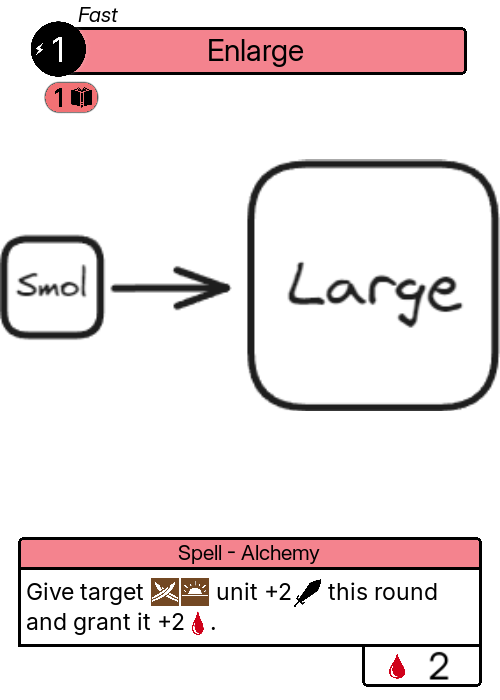 Fast
1 Enlarge
1
Smol
Large
Spell - Alchemy
Give target unit +2 this round
and grant it +2 .
2